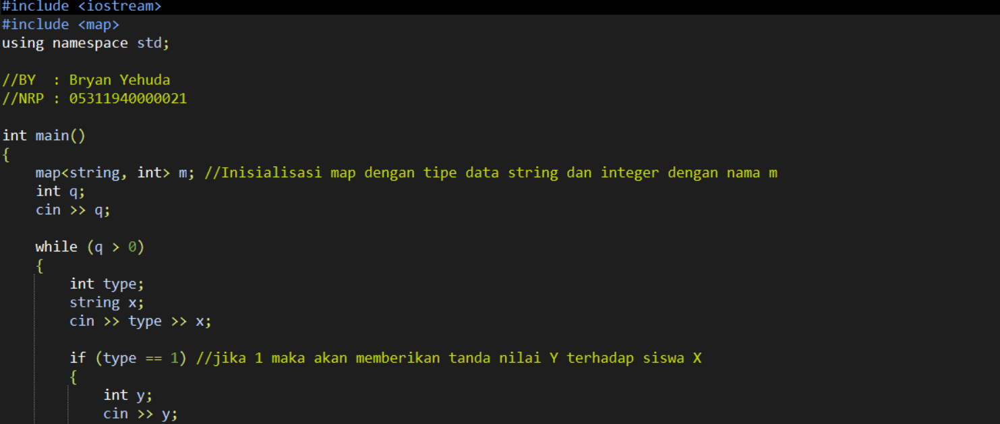 #include <iostream>
#include <map>
using namespace std;
//BY  : Bryan Yehuda
//NRP : 05311940000021
int main()
{
map<string, int> m; //Inisialisasi map dengan tipe data string dan integer dengan nama m
int q;
cin >> q;
while (q > 0)
{
int type;
string x;
cin >> type >> x;
if (type == 1) //jika 1 maka akan memberikan tanda nilai Y terhadap siswa X
{
int y;
cin >> y;